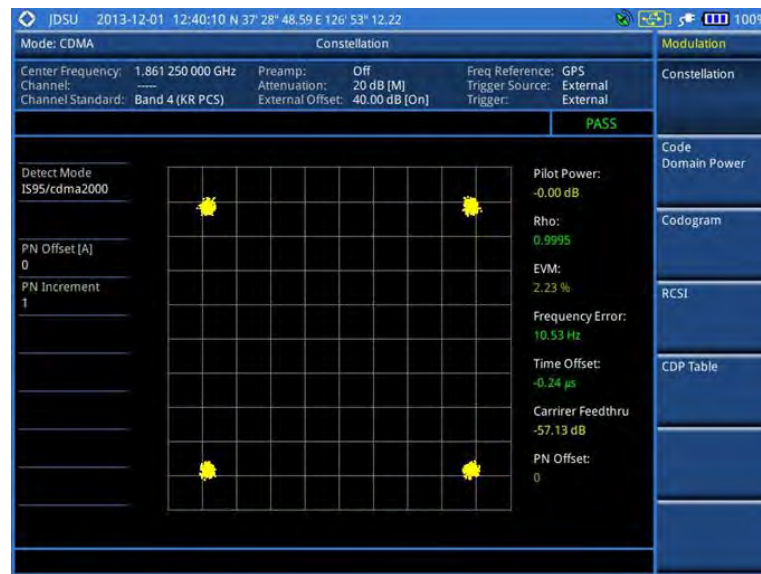 JDSU 2013-12-01 12:40:10 N 37' 28" 48.59 E 126' 53" 12.22 100%
Mode: CDMA Constellation Modulation
Center Frequency: 1.861 250 000 GHz Preamp: Off Freq Reference: GPS
Channel: ----- Attenuation: 20 dB [M] Trigger Source: External
Channel Standard: Band 4 (KR PCS) External Offset: 40.00 dB [On] Trigger: External
PASS
Detect Mode
IS95/cdma2000
PN Offset [A]
0
PN Increment
1
Pilot Power:
-0.00 dB
Rho:
0.9995
EVM:
2.23 %
Frequency Error:
10.53 Hz
Time Offset:
-0.24 µs
Carrirer Feedthru
-57.13 dB
PN Offset:
0
Constellation
Code
Domain Power
Codogram
RCSI
CDP Table